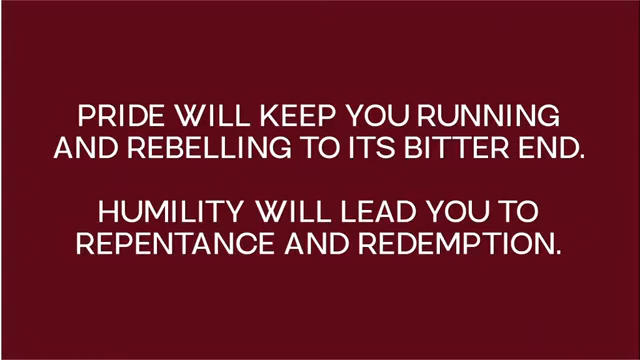 PRIDE WILL KEEP YOU RUNNING
AND REBELLING TO ITS BITTER END.
HUMILITY WILL LEAD YOU TO
REPENTANCE AND REDEMPTION.